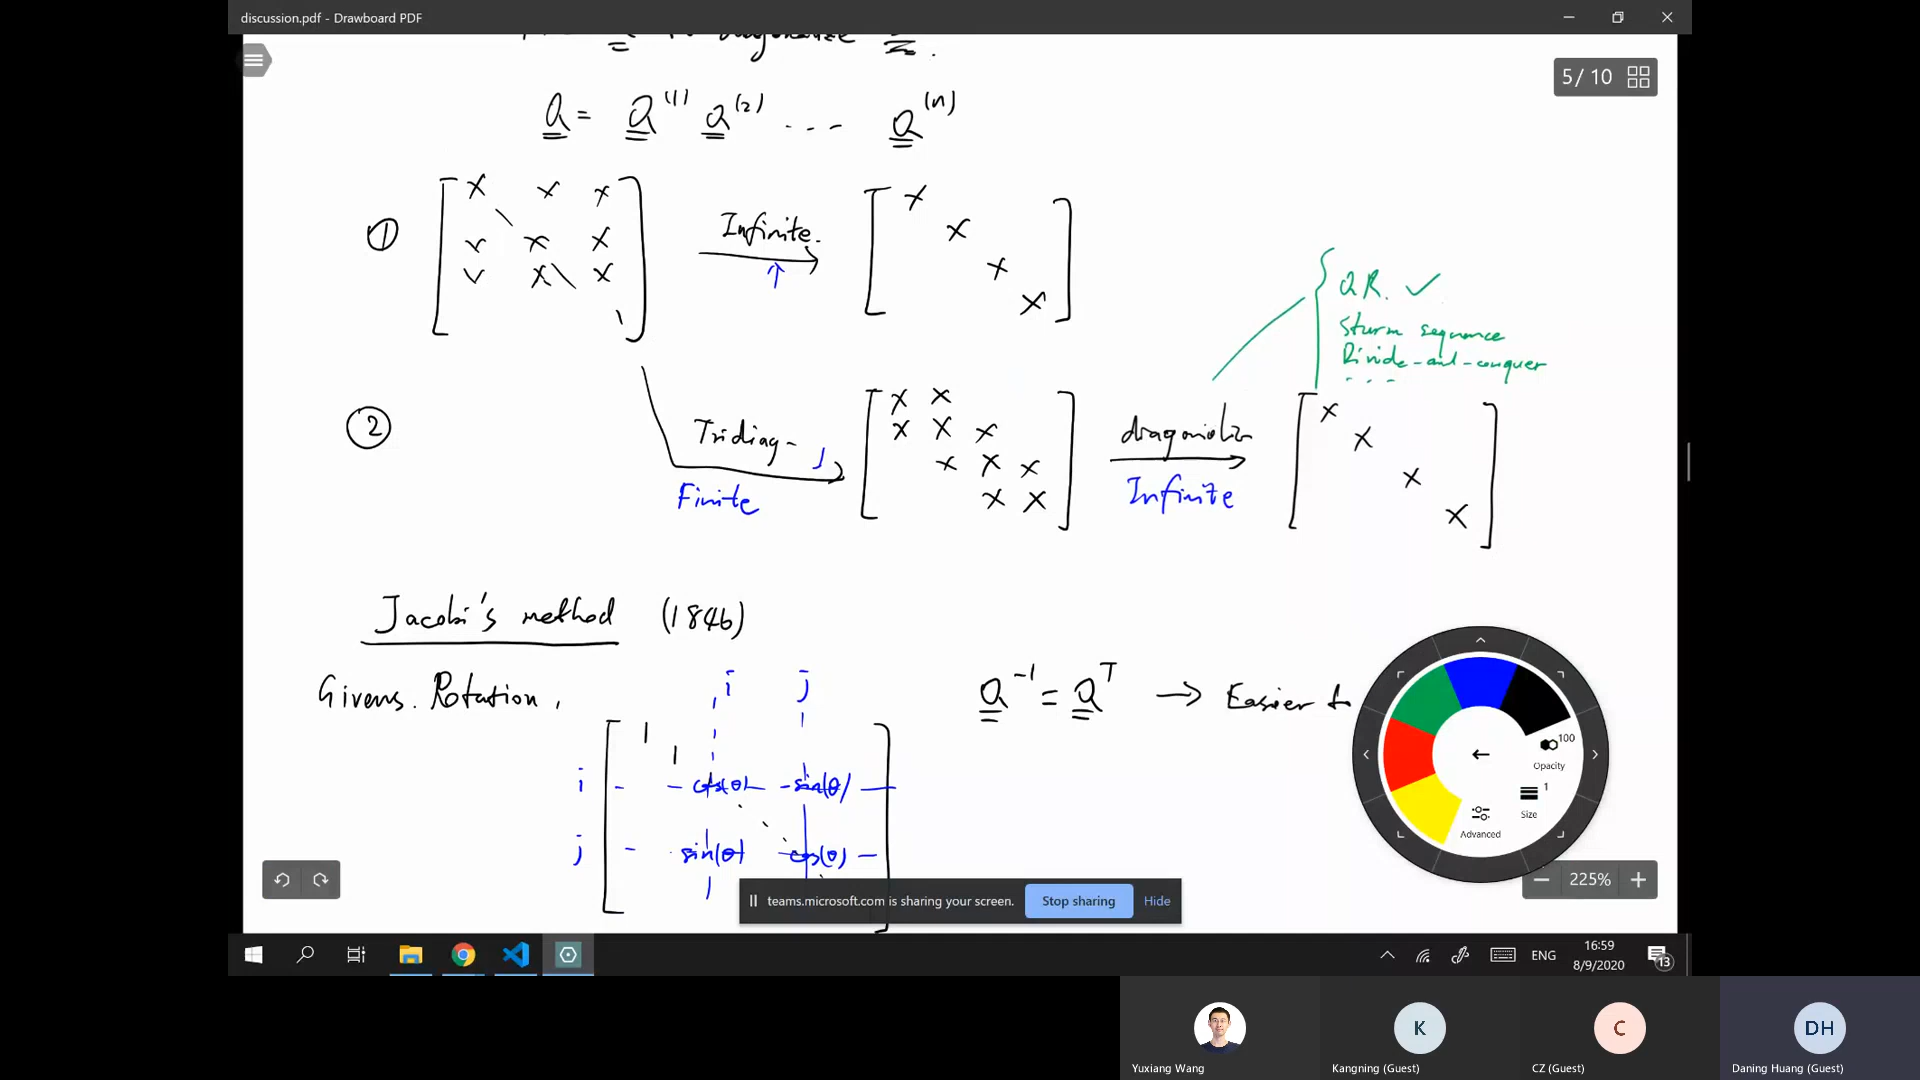 discussion.pdf - Drawboard PDF
5 / 10
Q = Q^(1) Q^(2) ... Q^(n)
① [ x x x
x x x
x x x ]
Infinite.
↑
[ x
x
x
x ]
QR. ✓
Sturm sequence
Divide-and-conquer
- - -
②
Tridiag-
Finite
[ x x
x x x
x x x
x x ]
Infinite
[ x
x
x
x ]
Jacobi's method (1846)
Givens. Rotation,
i j
1
1
i - - cos(θ) - sin(θ) -
j - sin(θ) cos(θ) -
Q^-1 = Q^T → Easier to
100
Opacity
1
Size
Advanced
225%
teams.microsoft.com is sharing your screen. Stop sharing Hide
ENG
16:59
8/9/2020
13
K C DH
Yuxiang Wang Kangning (Guest) CZ (Guest) Daning Huang (Guest)